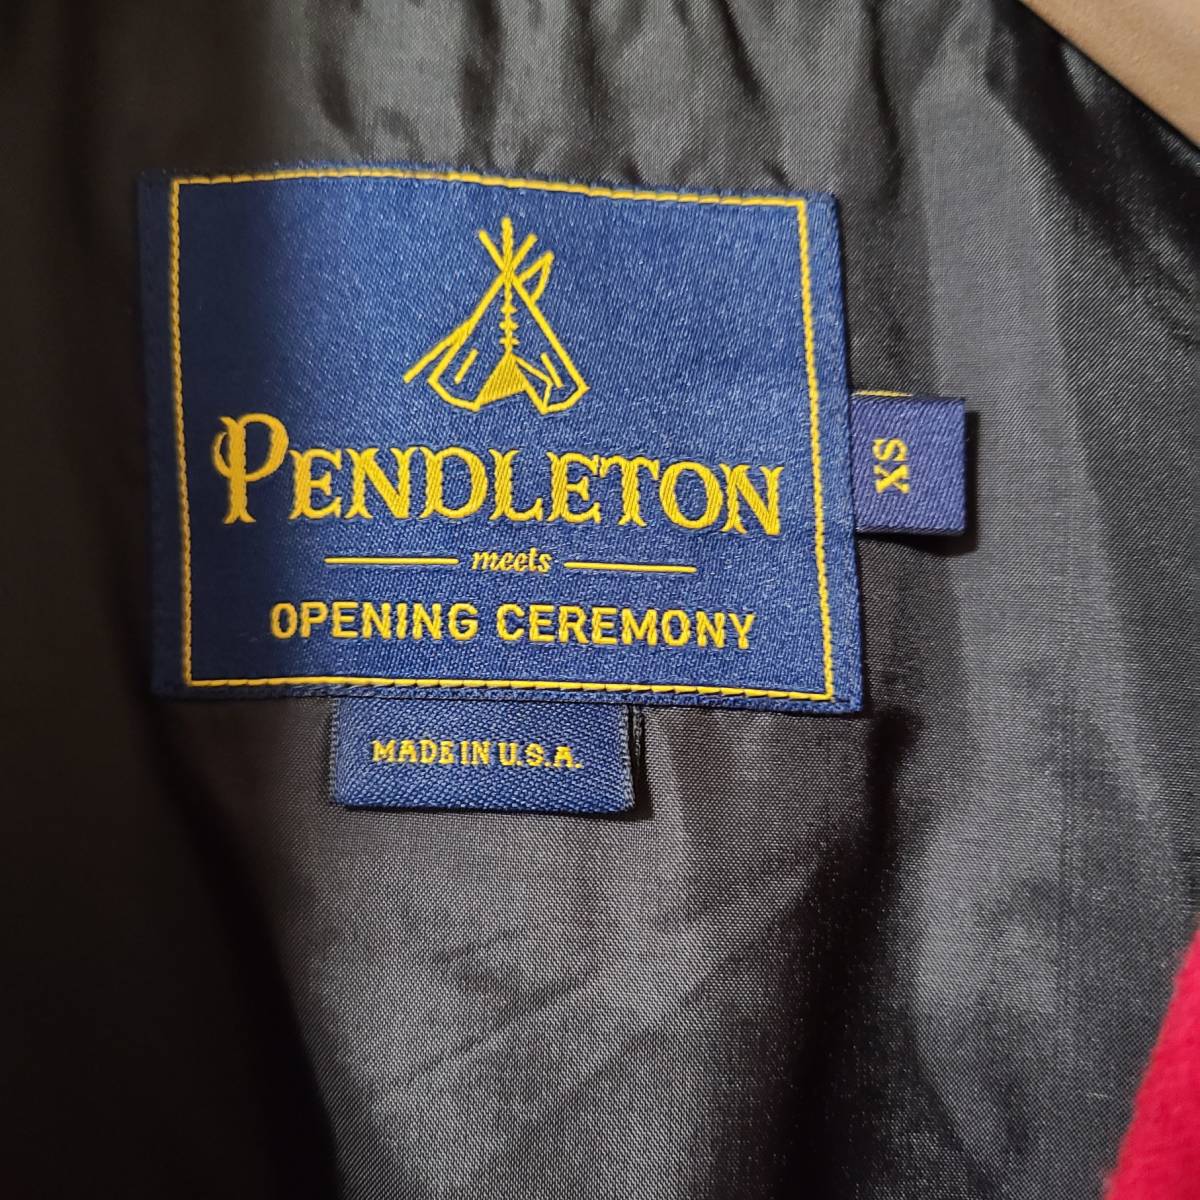 PENDLETON
meets
OPENING CEREMONY
XS
MADE IN U.S.A.